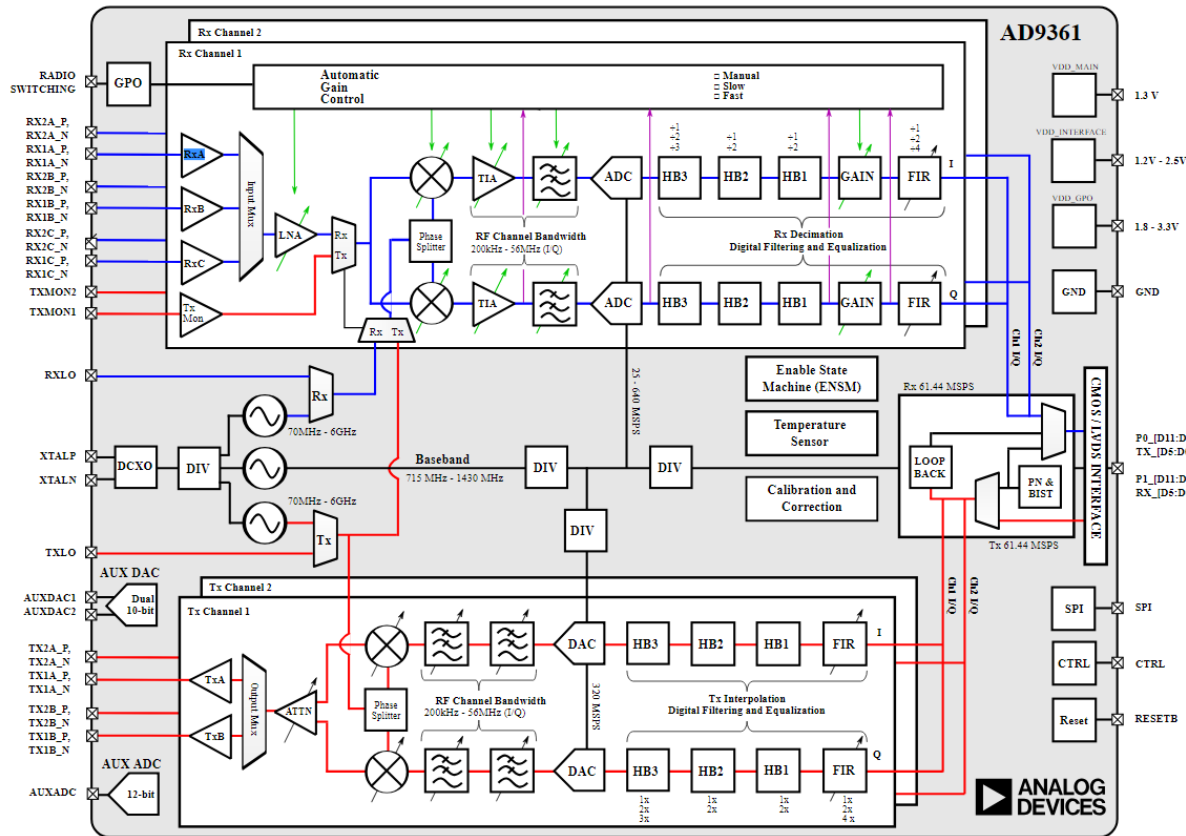 AD9361
Rx Channel 2
Rx Channel 1
RADIO
SWITCHING
GPO
Automatic
Gain
Control
□ Manual
□ Slow
□ Fast
VDD_MAIN
1.3 V
VDD_INTERFACE
1.2V - 2.5V
VDD_GPO
1.8 - 3.3V
GND
GND
RX2A_P,
RX2A_N
RX1A_P,
RX1A_N
RX2B_P,
RX2B_N
RX1B_P,
RX1B_N
RX2C_P,
RX2C_N
RX1C_P,
RX1C_N
TXMON2
TXMON1
RxA
RxB
RxC
Tx
Mon
Input Mux
LNA
Rx
Tx
Phase
Splitter
TIA
ADC
÷1
÷2
÷3
HB3
÷1
÷2
HB2
÷1
÷2
HB1
GAIN
÷1
÷2
÷4
FIR
I
RF Channel Bandwidth
200kHz - 56MHz (I/Q)
Rx Decimation
Digital Filtering and Equalization
TIA
ADC
HB3
HB2
HB1
GAIN
FIR
Q
Rx Tx
Ch1 I/Q
Ch2 I/Q
RXLO
Rx
70MHz - 6GHz
XTALP
XTALN
DCXO
DIV
Baseband
715 MHz - 1430 MHz
DIV
25 - 640 MSPS
DIV
DIV
70MHz - 6GHz
Tx
TXLO
Enable State
Machine (ENSM)
Temperature
Sensor
Calibration and
Correction
Rx 61.44 MSPS
LOOP
BACK
PN &
BIST
Tx 61.44 MSPS
CMOS / LVDS INTERFACE
P0_[D11:D
TX_[D5:D0
P1_[D11:D
RX_[D5:D
AUX DAC
AUXDAC1
AUXDAC2
Dual
10-bit
Tx Channel 2
Tx Channel 1
TX2A_P,
TX2A_N
TX1A_P,
TX1A_N
TX2B_P,
TX2B_N
TX1B_P,
TX1B_N
TxA
TxB
Output Mux
ATTN
Phase
Splitter
RF Channel Bandwidth
200kHz - 56MHz (I/Q)
DAC
320 MSPS
HB3
HB2
HB1
FIR
I
Tx Interpolation
Digital Filtering and Equalization
DAC
HB3
HB2
HB1
FIR
Q
1x
2x
3x
1x
2x
1x
2x
1x
2x
4x
Ch1 I/Q
Ch2 I/Q
AUX ADC
AUXADC
12-bit
SPI
SPI
CTRL
CTRL
Reset
RESETB
ANALOG
DEVICES